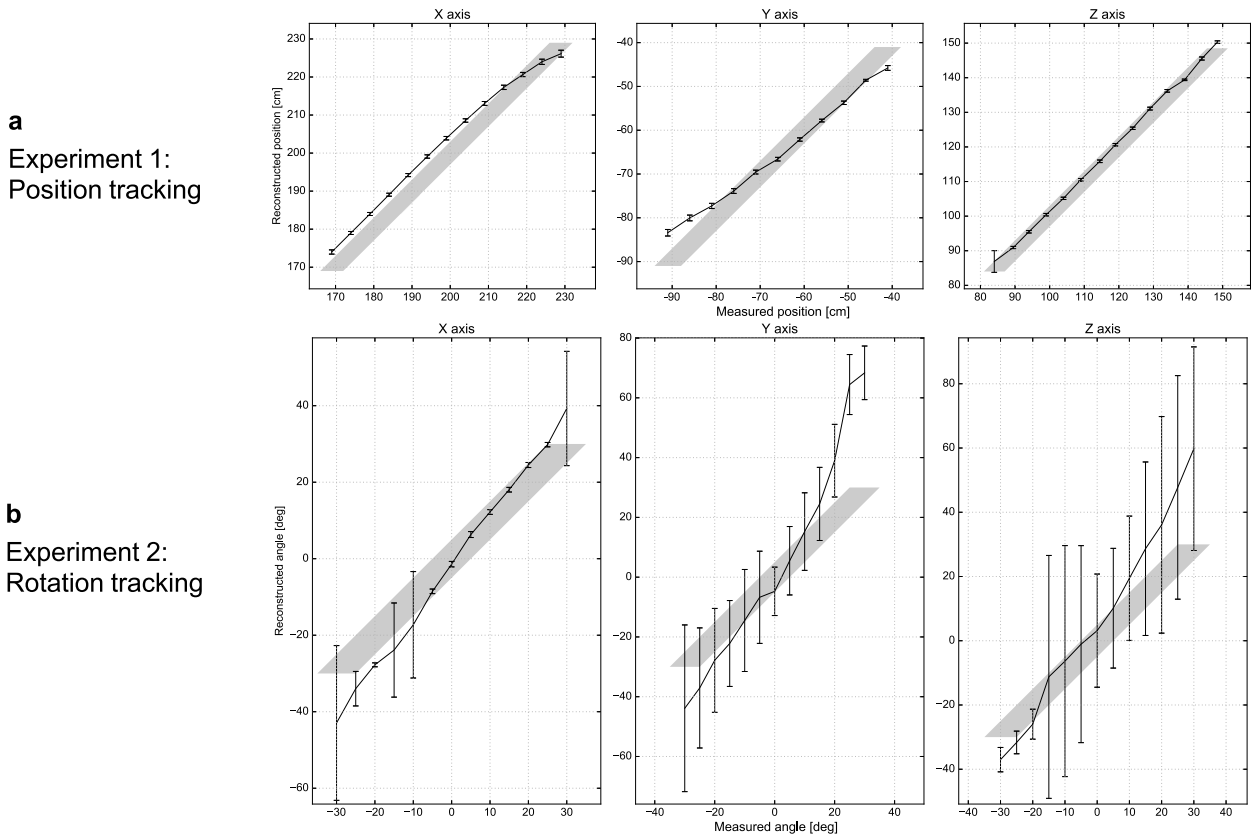 a
Experiment 1:
Position tracking
X axis
Y axis
Z axis
Reconstructed position [cm]
230
220
210
200
190
180
170
170 180 190 200 210 220 230
−40
−50
−60
−70
−80
−90
−90 −80 −70 −60 −50 −40
150
140
130
120
110
100
90
80
80 90 100 110 120 130 140 150
Measured position [cm]
b
Experiment 2:
Rotation tracking
X axis
Y axis
Z axis
Reconstructed angle [deg]
40
20
0
−20
−40
−60
−30 −20 −10 0 10 20 30
80
60
40
20
0
−20
−40
−60
−40 −20 0 20 40
80
60
40
20
0
−20
−40
−40 −30 −20 −10 0 10 20 30 40
Measured angle [deg]